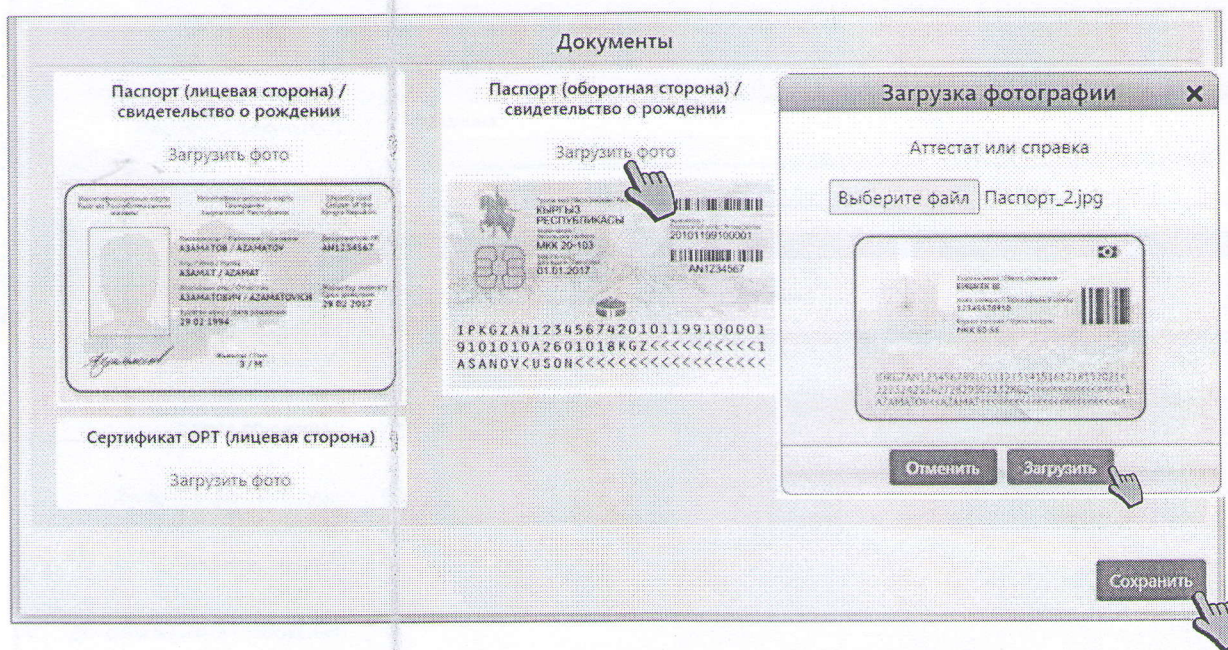 Документы
Паспорт (лицевая сторона) /
свидетельство о рождении
Загрузить фото
АЗАМАТОВ / AZAMATOV
AN1234567
АЗАМАТ / AZAMAT
АЗАМАТОВИЧ / AZAMATOVICH
29.02.1994
29.02.2017
Э / М
Паспорт (оборотная сторона) /
свидетельство о рождении
Загрузить фото
КЫРГЫЗ
РЕСПУБЛИКАСЫ
20101199100001
МКК 20-103
01.01.2017
AN1234567
IPKGZAN1234567420101199100001
9101010A2601018KGZ<<<<<<<<<<<1
ASANOV<USON<<<<<<<<<<<<<<<<<<
Загрузка фотографии
Аттестат или справка
Выберите файл Паспорт_2.jpg
12345678910
Отменить Загрузить
Сертификат ОРТ (лицевая сторона)
Загрузить фото
Сохранить